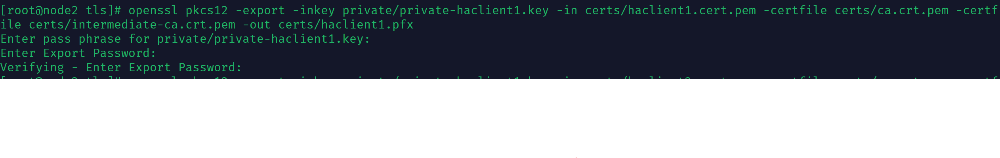 [root@node2 tls]# openssl pkcs12 -export -inkey private/private-haclient1.key -in certs/haclient1.cert.pem -certfile certs/ca.crt.pem -certf
ile certs/intermediate-ca.crt.pem -out certs/haclient1.pfx
Enter pass phrase for private/private-haclient1.key:
Enter Export Password:
Verifying - Enter Export Password: